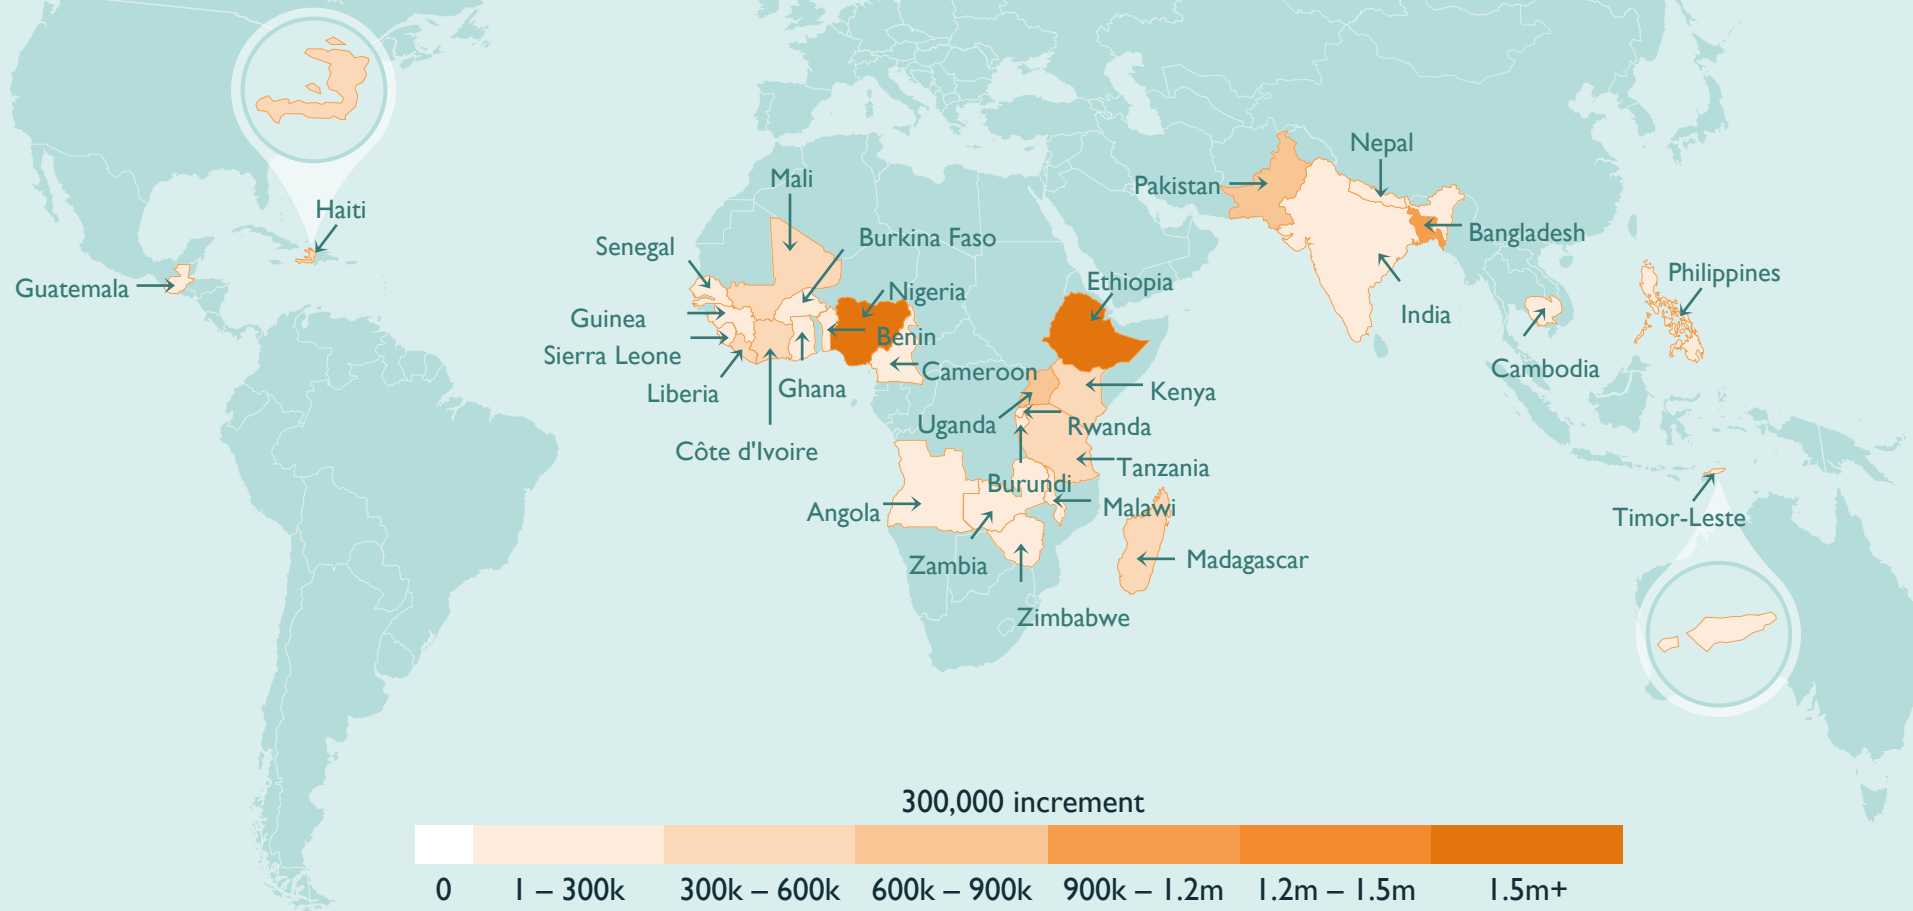 Nepal
Mali
Pakistan
Haiti
Bangladesh
Burkina Faso
Senegal
Philippines
Ethiopia
Guatemala
Nigeria
India
Guinea
Benin
Sierra Leone
Cambodia
Cameroon
Ghana
Kenya
Liberia
Uganda
Rwanda
Côte d'Ivoire
Tanzania
Burundi
Malawi
Angola
Timor-Leste
Madagascar
Zambia
Zimbabwe
300,000 increment
0 1 – 300k 300k – 600k 600k – 900k 900k – 1.2m 1.2m – 1.5m 1.5m+